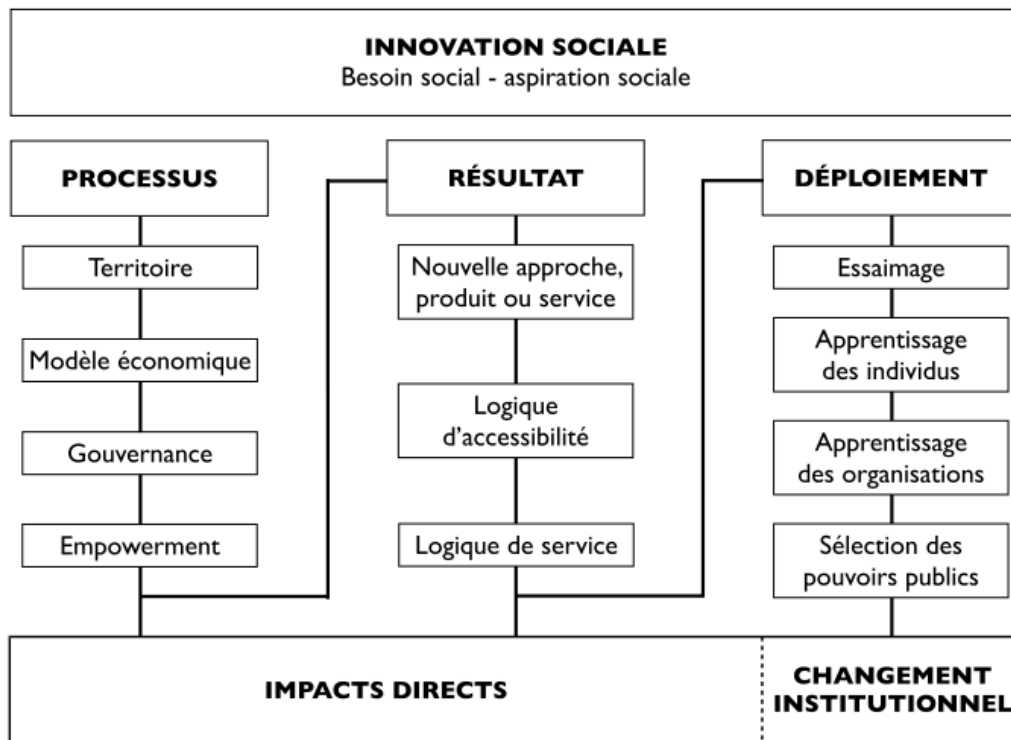 INNOVATION SOCIALE
Besoin social - aspiration sociale
PROCESSUS
Territoire
Modèle économique
Gouvernance
Empowerment
RÉSULTAT
Nouvelle approche,
produit ou service
Logique
d’accessibilité
Logique de service
DÉPLOIEMENT
Essaimage
Apprentissage
des individus
Apprentissage
des organisations
Sélection des
pouvoirs publics
IMPACTS DIRECTS
CHANGEMENT
INSTITUTIONNEL